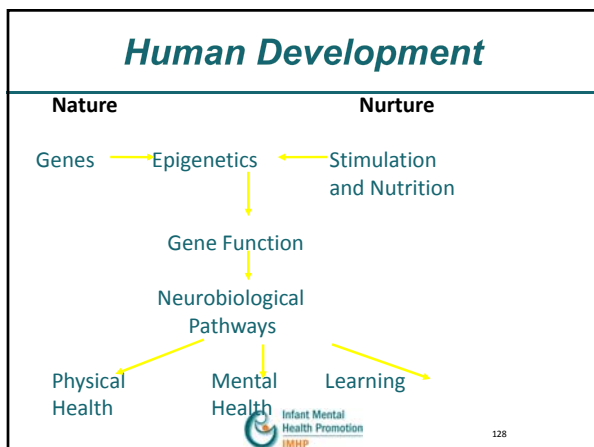 Human Development
Nature Nurture
Genes Epigenetics Stimulation
and Nutrition
Gene Function
Neurobiological
Pathways
Physical Mental Learning
Health Health
Infant Mental
Health Promotion
IMHP
128